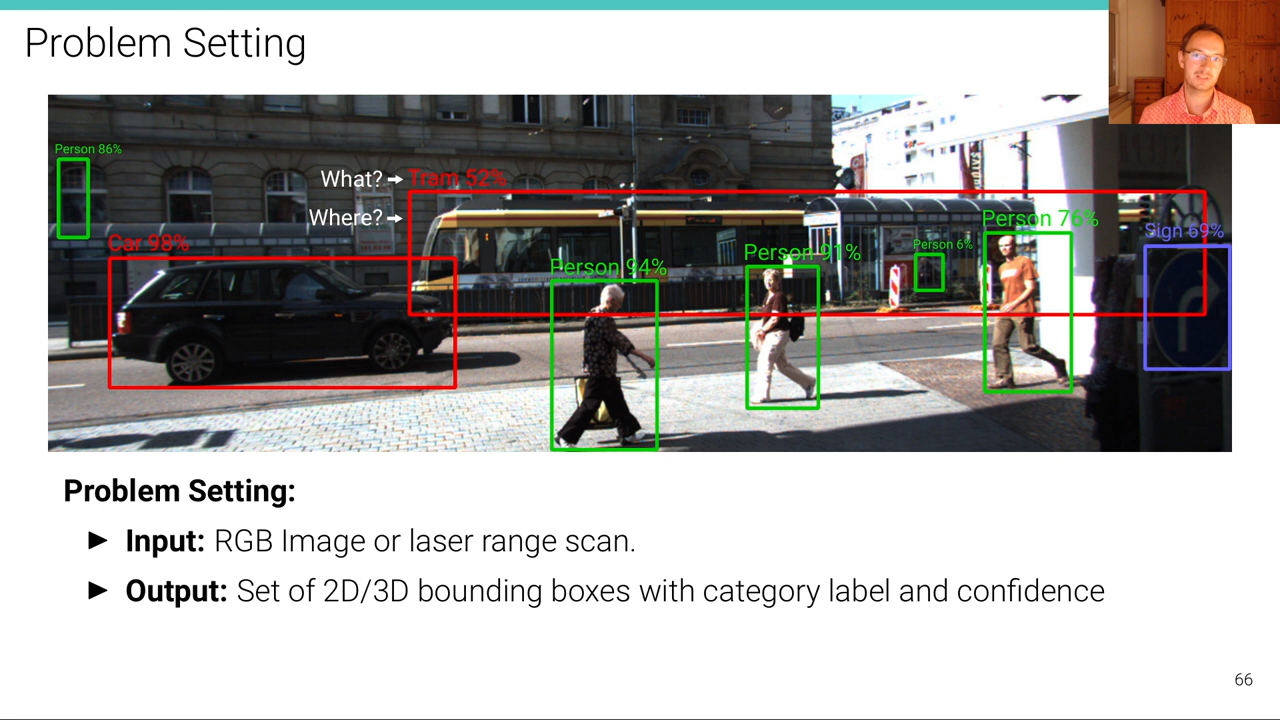 Problem Setting
Person 86%
What? → Tram 52%
Where? →
Car 98%
Person 94%
Person 91%
Person 6%
Person 76%
Sign 69%
Problem Setting:
► Input: RGB Image or laser range scan.
► Output: Set of 2D/3D bounding boxes with category label and confidence
66